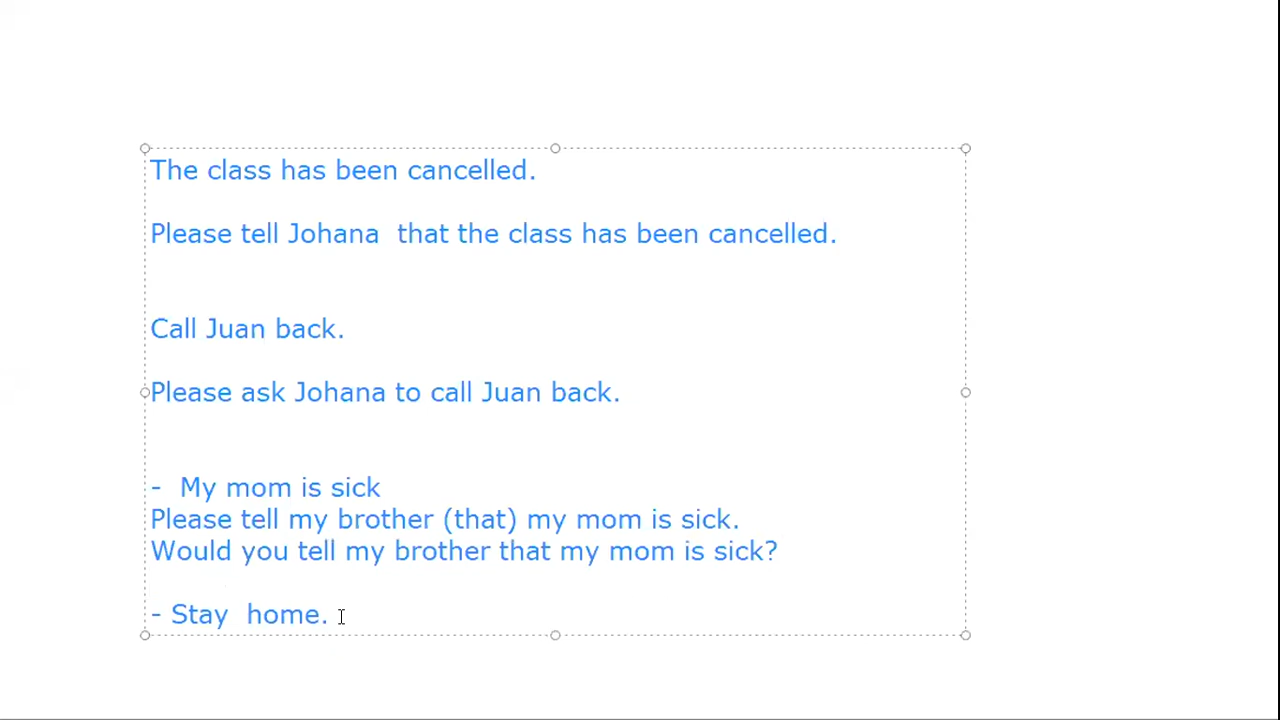 The class has been cancelled.
Please tell Johana  that the class has been cancelled.
Call Juan back.
Please ask Johana to call Juan back.
-  My mom is sick
Please tell my brother (that) my mom is sick.
Would you tell my brother that my mom is sick?
- Stay  home.